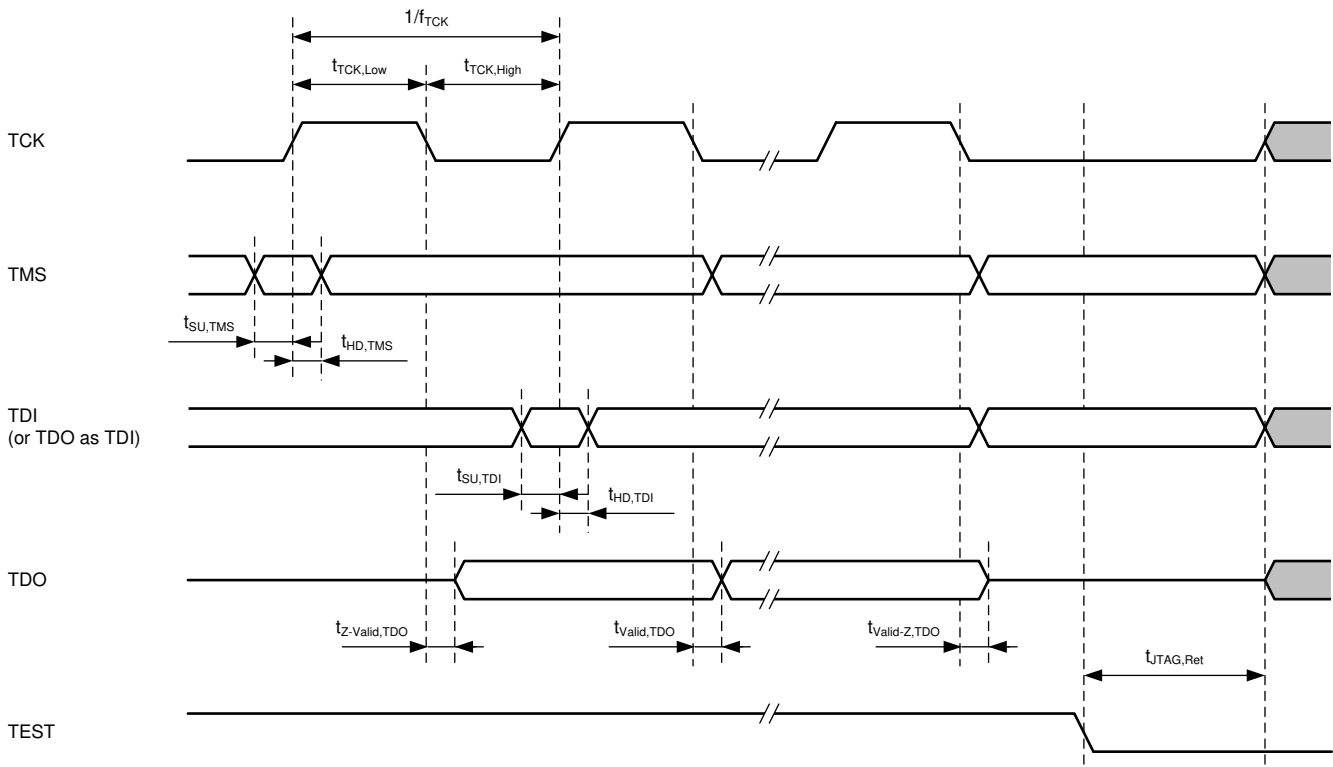 1/fTCK
tTCK,Low
tTCK,High
TCK
TMS
tSU,TMS
tHD,TMS
TDI
(or TDO as TDI)
tSU,TDI
tHD,TDI
TDO
tZ-Valid,TDO
tValid,TDO
tValid-Z,TDO
tJTAG,Ret
TEST